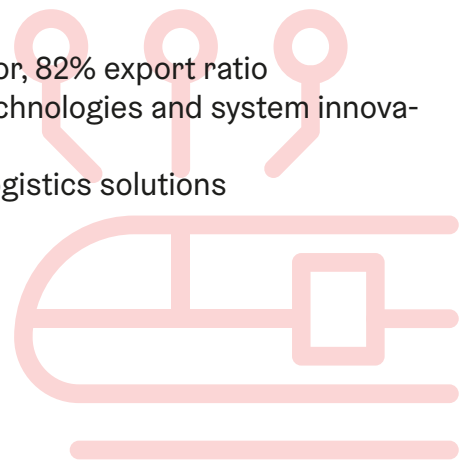 or, 82% export ratio
chnologies and system innova-
gistics solutions